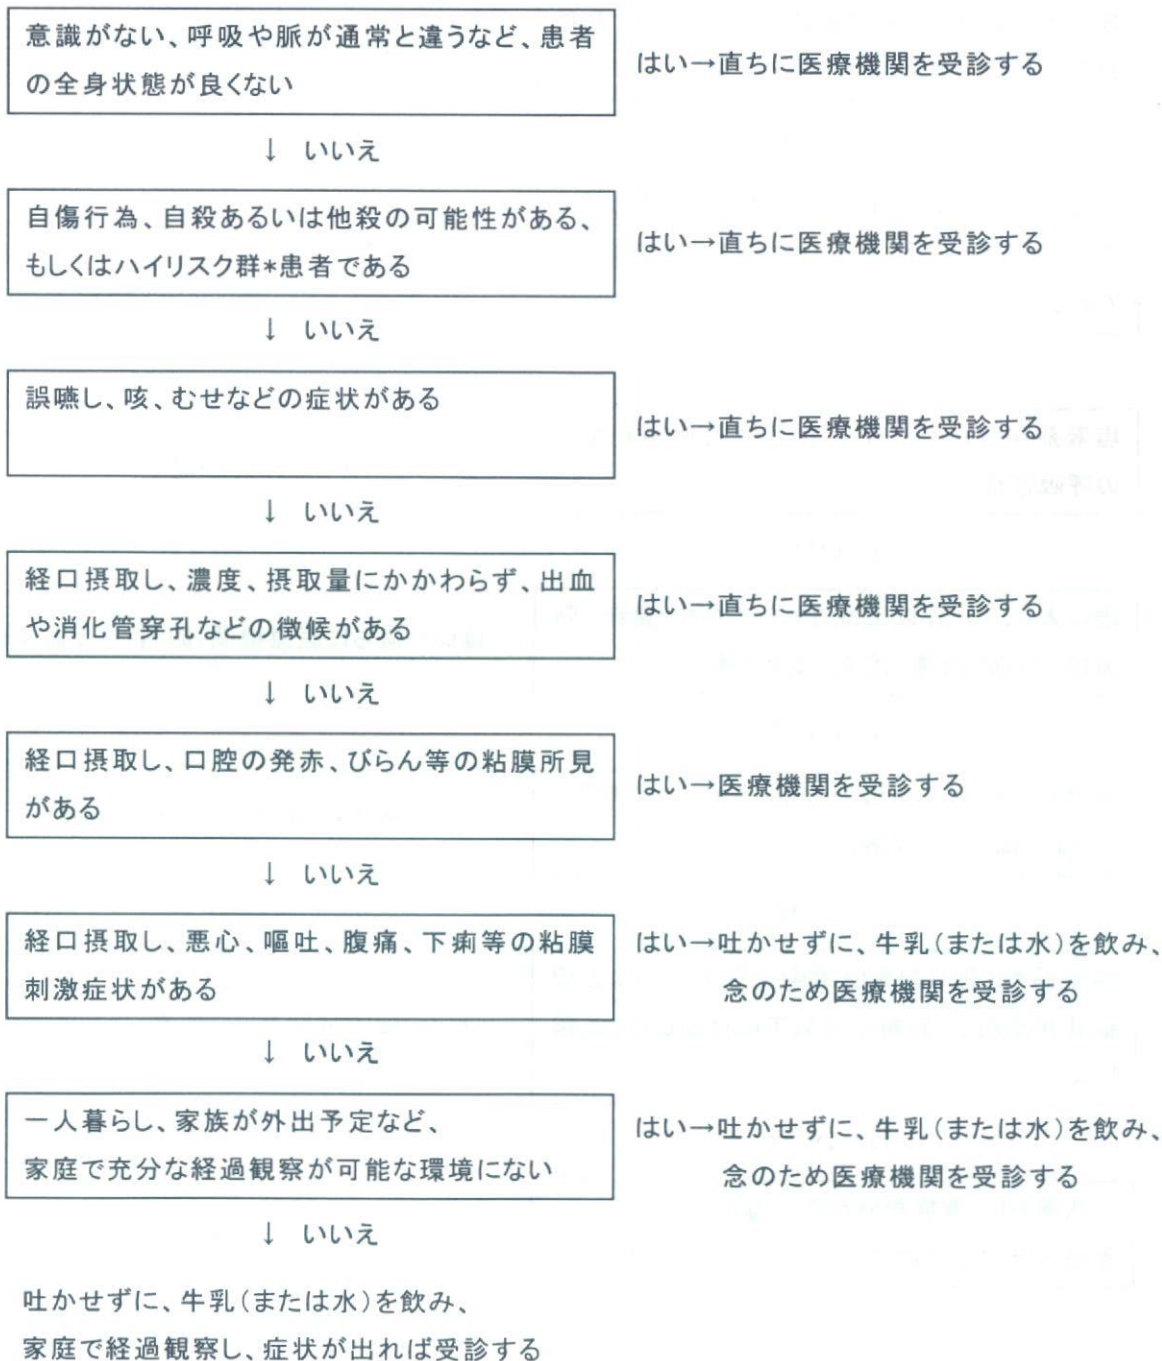 意識がない、呼吸や脈が通常と違うなど、患者
の全身状態が良くない
はい→直ちに医療機関を受診する
↓ いいえ
自傷行為、自殺あるいは他殺の可能性がある、
もしくはハイリスク群*患者である
はい→直ちに医療機関を受診する
↓ いいえ
誤嚥し、咳、むせなどの症状がある
はい→直ちに医療機関を受診する
↓ いいえ
経口摂取し、濃度、摂取量にかかわらず、出血
や消化管穿孔などの徴候がある
はい→直ちに医療機関を受診する
↓ いいえ
経口摂取し、口腔の発赤、びらん等の粘膜所見
がある
はい→医療機関を受診する
↓ いいえ
経口摂取し、悪心、嘔吐、腹痛、下痢等の粘膜
刺激症状がある
はい→吐かせずに、牛乳(または水)を飲み、
念のため医療機関を受診する
↓ いいえ
一人暮らし、家族が外出予定など、
家庭で充分な経過観察が可能な環境にない
はい→吐かせずに、牛乳(または水)を飲み、
念のため医療機関を受診する
↓ いいえ
吐かせずに、牛乳(または水)を飲み、
家庭で経過観察し、症状が出れば受診する